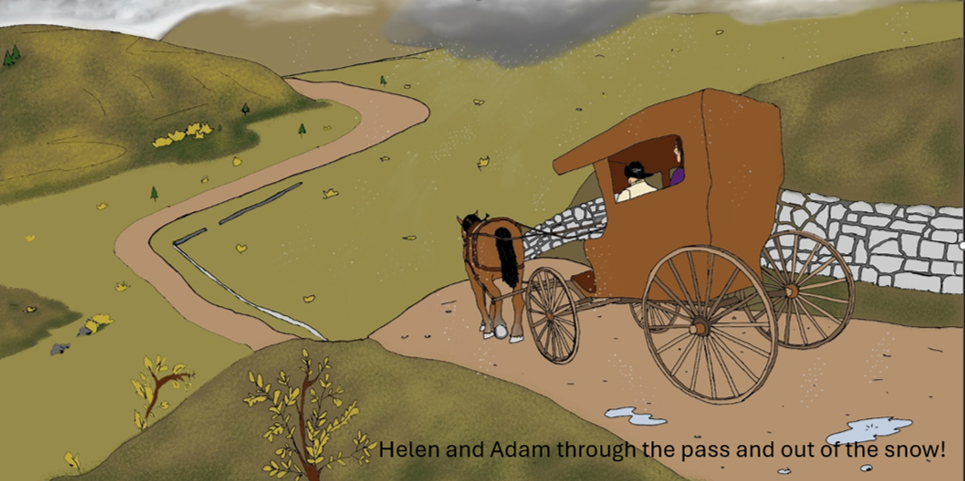 Helen and Adam through the pass and out of the snow!